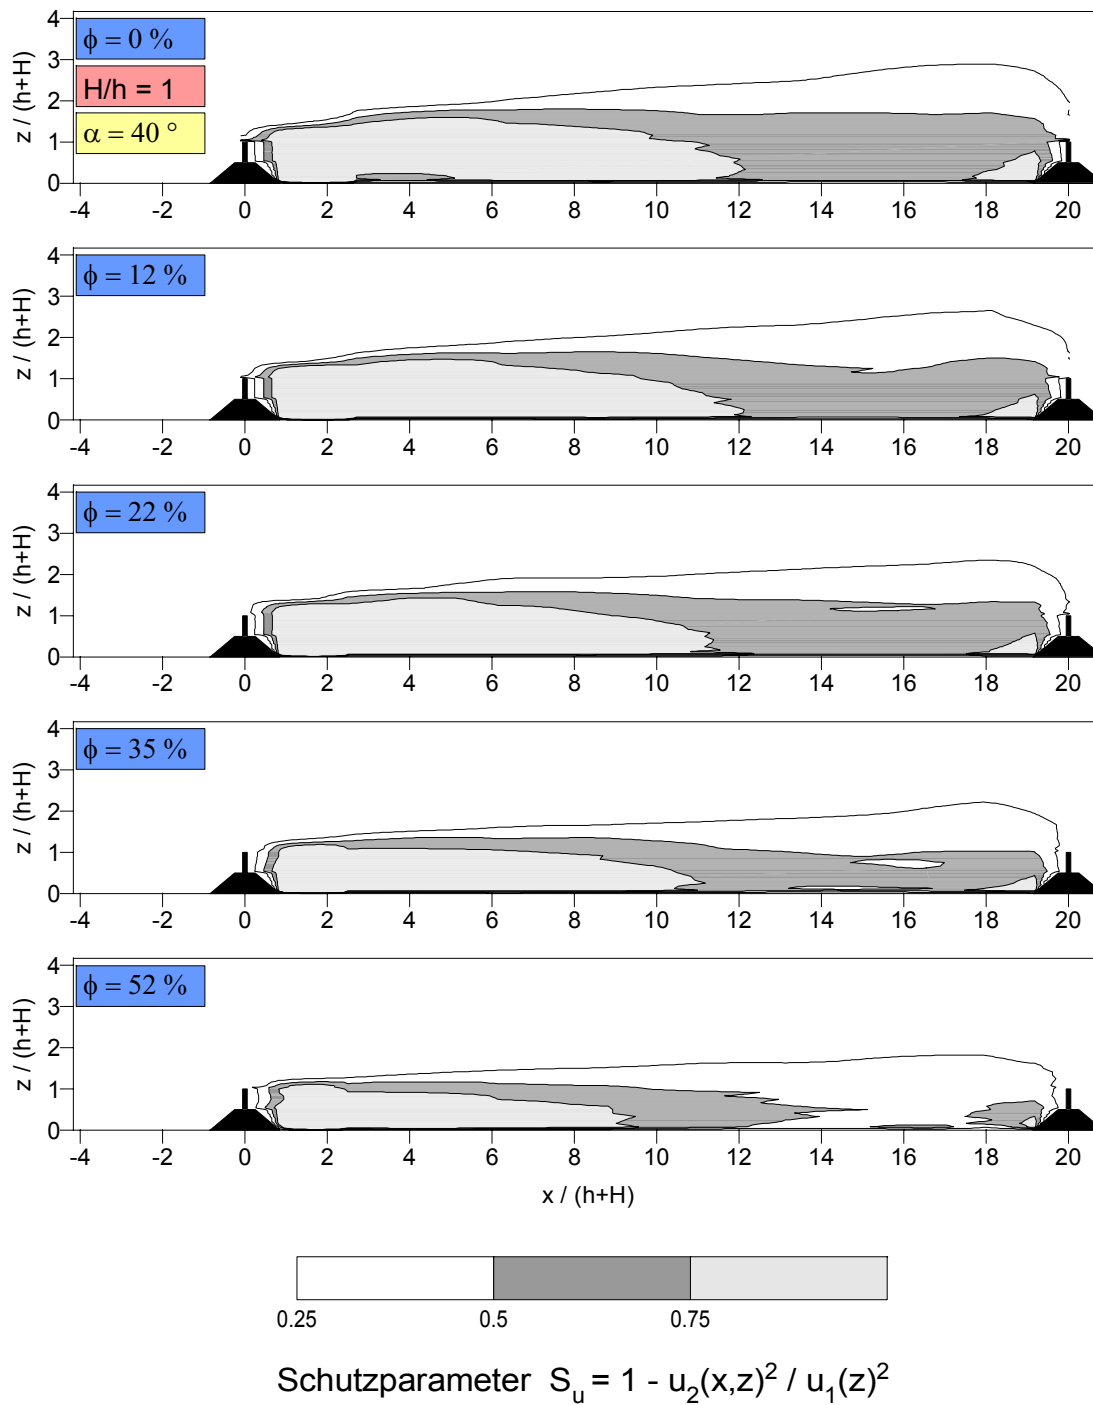 4
3
2
1
0
z / (h+H)
ϕ = 0 %
H/h = 1
α = 40 °
-4 -2 0 2 4 6 8 10 12 14 16 18 20
4
3
2
1
0
z / (h+H)
ϕ = 12 %
-4 -2 0 2 4 6 8 10 12 14 16 18 20
4
3
2
1
0
z / (h+H)
ϕ = 22 %
-4 -2 0 2 4 6 8 10 12 14 16 18 20
4
3
2
1
0
z / (h+H)
ϕ = 35 %
-4 -2 0 2 4 6 8 10 12 14 16 18 20
4
3
2
1
0
z / (h+H)
ϕ = 52 %
-4 -2 0 2 4 6 8 10 12 14 16 18 20
x / (h+H)
0.25 0.5 0.75
Schutzparameter S_u = 1 - u_2(x,z)^2 / u_1(z)^2